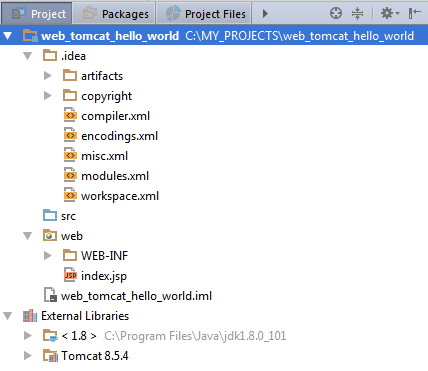 Project Packages Project Files
web_tomcat_hello_world C:\MY_PROJECTS\web_tomcat_hello_world
.idea
artifacts
copyright
compiler.xml
encodings.xml
misc.xml
modules.xml
workspace.xml
src
web
WEB-INF
JSP index.jsp
web_tomcat_hello_world.iml
External Libraries
< 1.8 > C:\Program Files\Java\jdk1.8.0_101
Tomcat 8.5.4